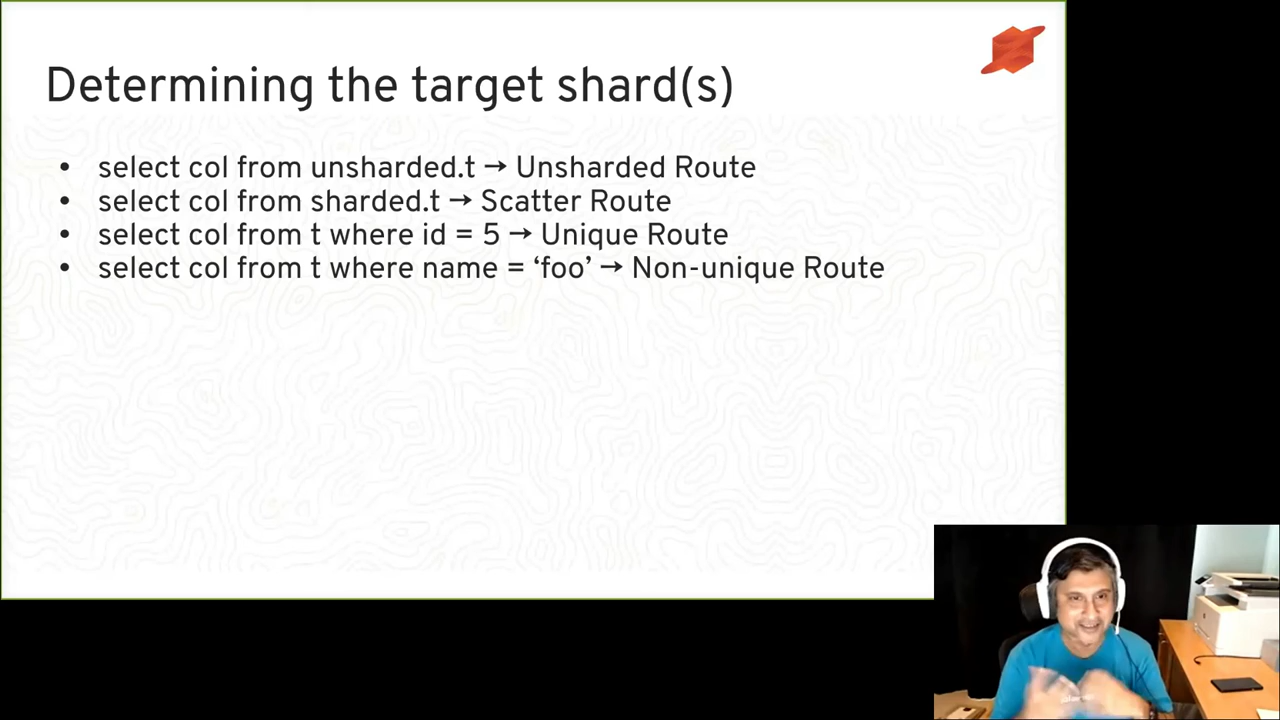 Determining the target shard(s)
• select col from unsharded.t → Unsharded Route
• select col from sharded.t → Scatter Route
• select col from t where id = 5 → Unique Route
• select col from t where name = ‘foo’ → Non-unique Route